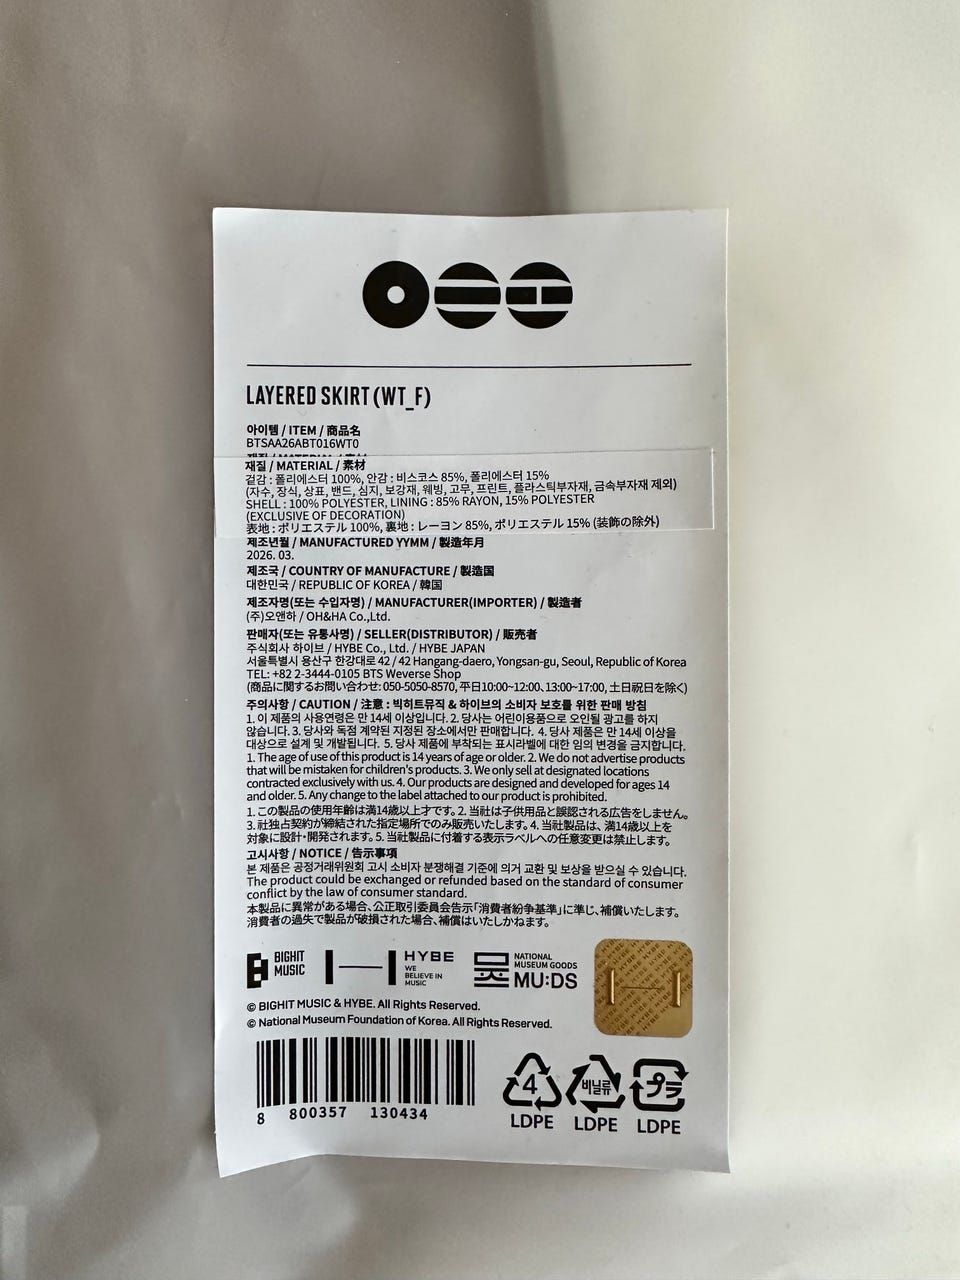 LAYERED SKIRT (WT_F)
아이템 / ITEM / 商品名
BTSAA26ABT016WT0
재질 / MATERIAL / 素材
겉감 : 폴리에스터 100%, 안감 : 비스코스 85%, 폴리에스터 15%
(자수, 장식, 상표, 밴드, 심지, 보강재, 웨빙, 고무, 프린트, 플라스틱부자재, 금속부자재 제외)
SHELL : 100% POLYESTER, LINING : 85% RAYON, 15% POLYESTER
(EXCLUSIVE OF DECORATION)
表地 : ポリエステル 100%, 裏地 : レーヨン 85%, ポリエステル 15% (装飾の除外)
제조년월 / MANUFACTURED YYMM / 製造年月
2026. 03.
제조국 / COUNTRY OF MANUFACTURE / 製造国
대한민국 / REPUBLIC OF KOREA / 韓国
제조자명(또는 수입자명) / MANUFACTURER(IMPORTER) / 製造者
(주)오앤하 / OH&HA Co.,Ltd.
판매자(또는 유통사명) / SELLER(DISTRIBUTOR) / 販売者
주식회사 하이브 / HYBE Co., Ltd. / HYBE JAPAN
서울특별시 용산구 한강대로 42 / 42 Hangang-daero, Yongsan-gu, Seoul, Republic of Korea
TEL: +82 2-3444-0105 BTS Weverse Shop
(商品に関するお問い合わせ: 050-5050-8570, 平日10:00~12:00、13:00~17:00, 土日祝日を除く)
주의사항 / CAUTION / 注意 : 빅히트뮤직 & 하이브의 소비자 보호를 위한 판매 방침
1. 이 제품의 사용연령은 만 14세 이상입니다. 2. 당사는 어린이용품으로 오인될 광고를 하지
않습니다. 3. 당사와 독점 계약된 지정된 장소에서만 판매합니다. 4. 당사 제품은 만 14세 이상을
대상으로 설계 및 개발됩니다. 5. 당사 제품에 부착되는 표시라벨에 대한 임의 변경을 금지합니다.
1. The age of use of this product is 14 years of age or older. 2. We do not advertise products
that will be mistaken for children's products. 3. We only sell at designated locations
contracted exclusively with us. 4. Our products are designed and developed for ages 14
and older. 5. Any change to the label attached to our product is prohibited.
1. この製品の使用年齢は満14歳以上才です。2. 当社は子供用品と誤認される広告をしません。
3. 社独占契約が締結された指定場所でのみ販売いたします。4. 当社製品は、満14歳以上を
対象に設計・開発されます。5. 当社製品に付着する表示ラベルへの任意変更は禁止します。
고시사항 / NOTICE / 告示事項
본 제품은 공정거래위원회 고시 소비자 분쟁해결 기준에 의거 교환 및 보상을 받으실 수 있습니다.
The product could be exchanged or refunded based on the standard of consumer
conflict by the law of consumer standard.
本製品に異常がある場合、公正取引委員会告示「消費者紛争基準」に準じ、補償いたします。
消費者の過失で製品が破損された場合、補償はいたしかねます。
BIGHIT MUSIC
HYBE
WE BELIEVE IN MUSIC
NATIONAL MUSEUM GOODS
MU:DS
© BIGHIT MUSIC & HYBE. All Rights Reserved.
© National Museum Foundation of Korea. All Rights Reserved.
8 800357 130434
4 비닐류 プラ
LDPE LDPE LDPE